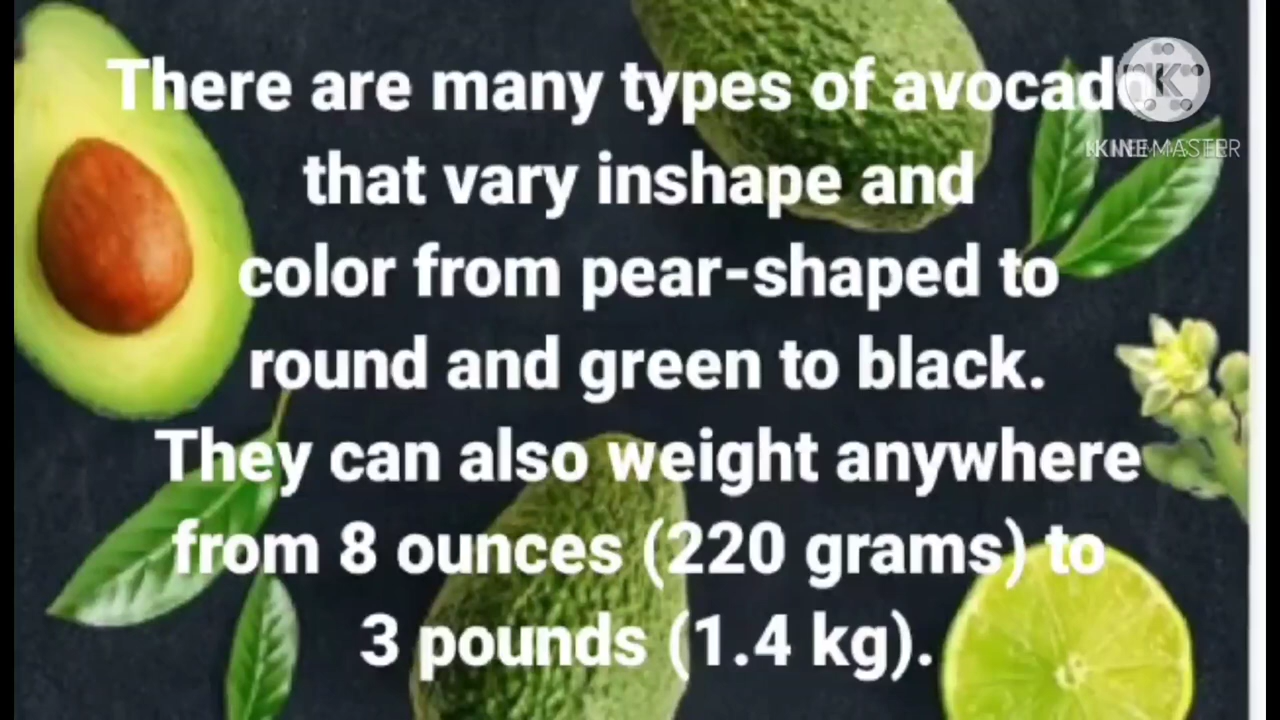 There are many types of avocado
that vary inshape and
color from pear-shaped to
round and green to black.
They can also weight anywhere
from 8 ounces (220 grams) to
3 pounds (1.4 kg).
K
KINEMASTER